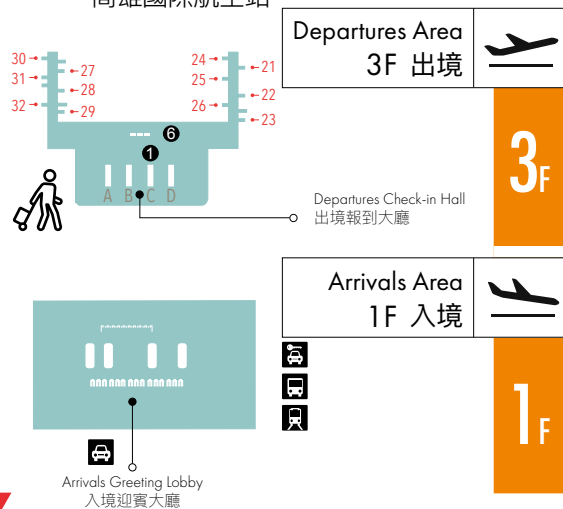 高雄國際航空站
Departures Area
3F 出境
30
31
32
27
28
29
24
25
26
21
22
23
6
1
A B C D
3F
Departures Check-in Hall
出境報到大廳
Arrivals Area
1F 入境
1F
Arrivals Greeting Lobby
入境迎賓大廳